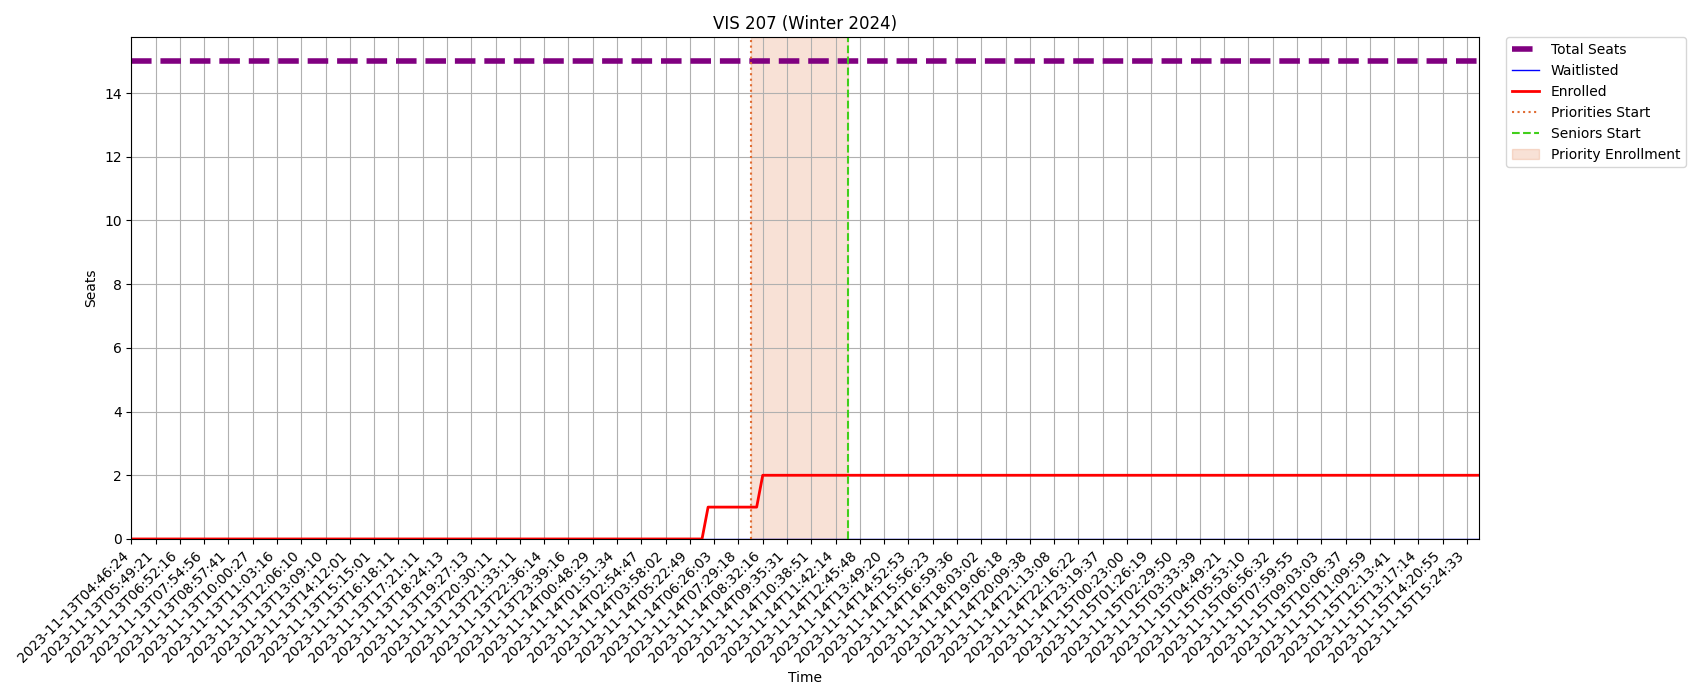 VIS 207 (Winter 2024)
Total Seats
Waitlisted
Enrolled
Priorities Start
Seniors Start
Priority Enrollment
Seats
14
12
10
8
6
4
2
0
2023-11-13T04:46:24
2023-11-13T05:49:21
2023-11-13T06:52:16
2023-11-13T07:54:56
2023-11-13T08:57:41
2023-11-13T10:00:27
2023-11-13T11:03:16
2023-11-13T12:06:10
2023-11-13T13:09:10
2023-11-13T14:12:01
2023-11-13T15:15:01
2023-11-13T16:18:11
2023-11-13T17:21:11
2023-11-13T18:24:13
2023-11-13T19:27:13
2023-11-13T20:30:11
2023-11-13T21:33:11
2023-11-13T22:36:14
2023-11-13T23:39:16
2023-11-14T00:48:29
2023-11-14T01:51:34
2023-11-14T02:54:47
2023-11-14T03:58:02
2023-11-14T05:22:49
2023-11-14T06:26:03
2023-11-14T07:29:18
2023-11-14T08:32:16
2023-11-14T09:35:31
2023-11-14T10:38:51
2023-11-14T11:42:14
2023-11-14T12:45:48
2023-11-14T13:49:20
2023-11-14T14:52:53
2023-11-14T15:56:23
2023-11-14T16:59:36
2023-11-14T18:03:02
2023-11-14T19:06:18
2023-11-14T20:09:38
2023-11-14T21:13:08
2023-11-14T22:16:22
2023-11-14T23:19:37
2023-11-15T00:23:00
2023-11-15T01:26:19
2023-11-15T02:29:50
2023-11-15T03:33:39
2023-11-15T04:49:21
2023-11-15T05:53:10
2023-11-15T06:56:32
2023-11-15T07:59:55
2023-11-15T09:03:03
2023-11-15T10:06:37
2023-11-15T11:09:59
2023-11-15T12:13:41
2023-11-15T13:17:14
2023-11-15T14:20:55
2023-11-15T15:24:33
Time